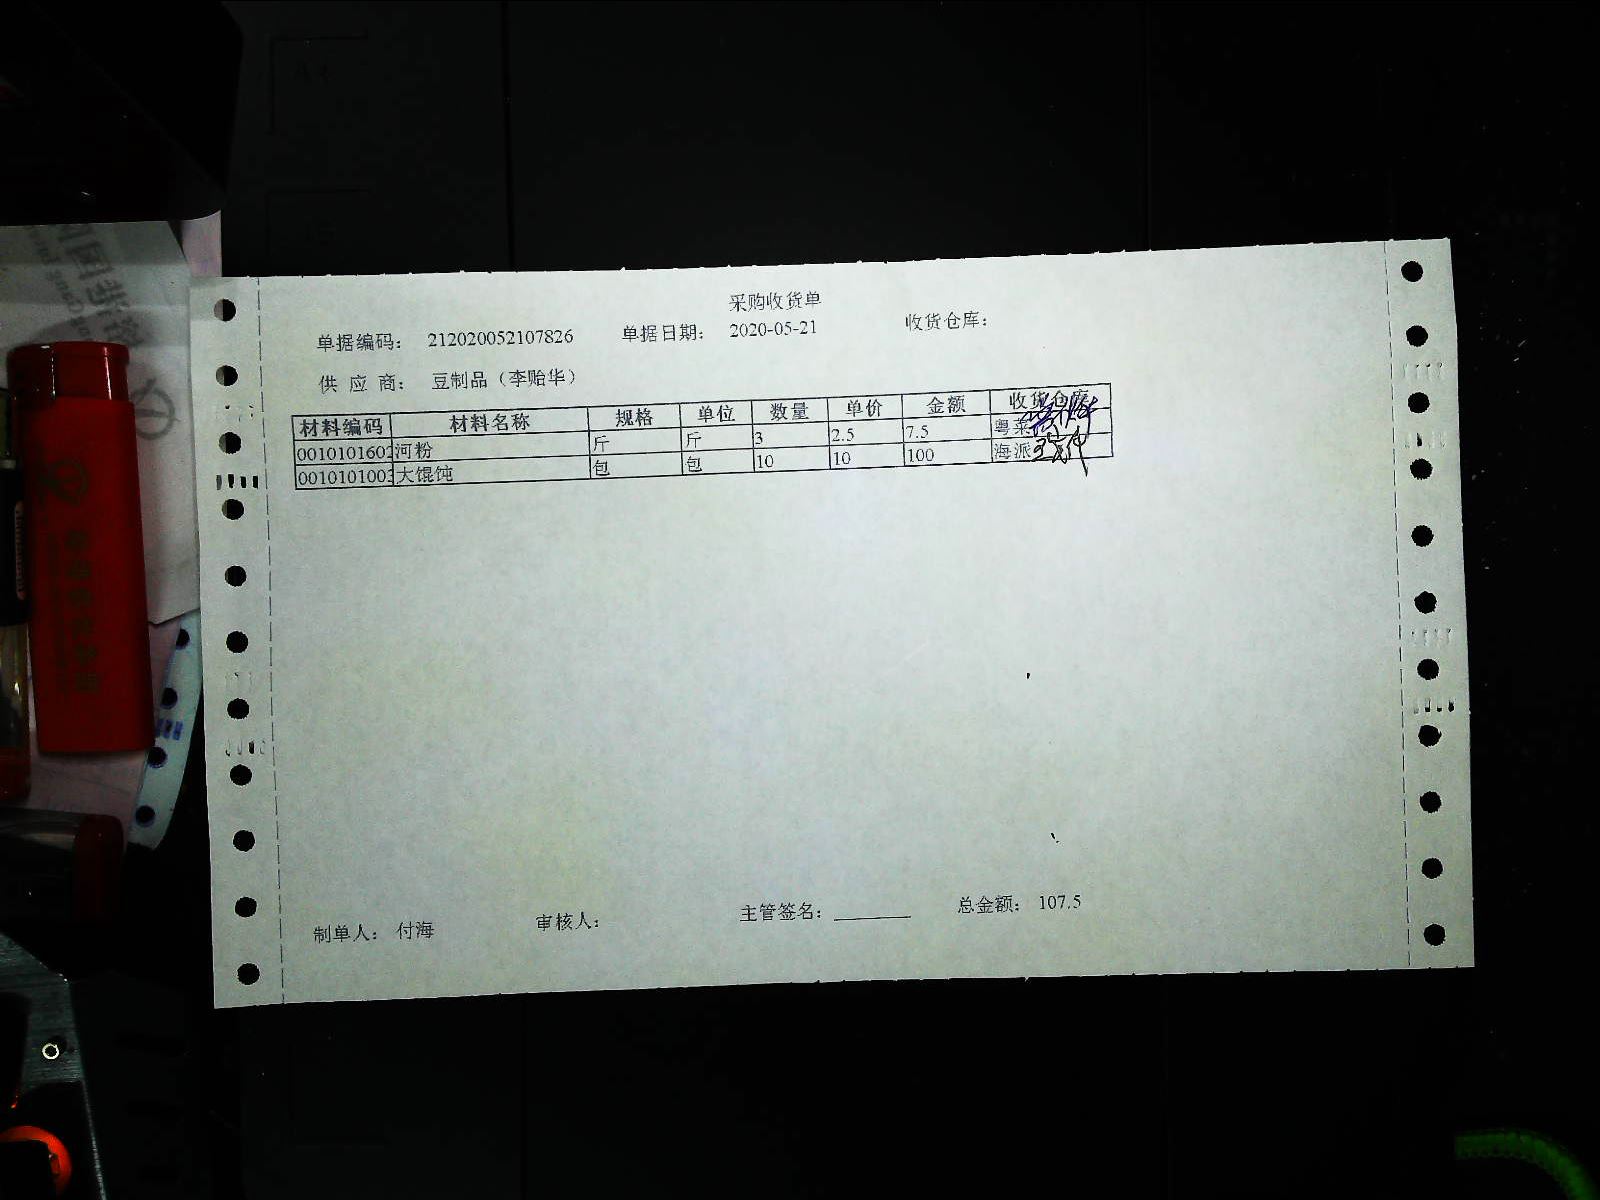 采购收货单
单据编码： 212020052107826 单据日期： 2020-05-21 收货仓库：
供 应 商： 豆制品（李贻华）
材料编码 材料名称 规格 单位 数量 单价 金额 收货仓库
0010101602 河粉 斤 斤 3 2.5 7.5 粤菜
0010101003 大馄饨 包 包 10 10 100 海派
制单人： 付海 审核人： 主管签名： 总金额： 107.5